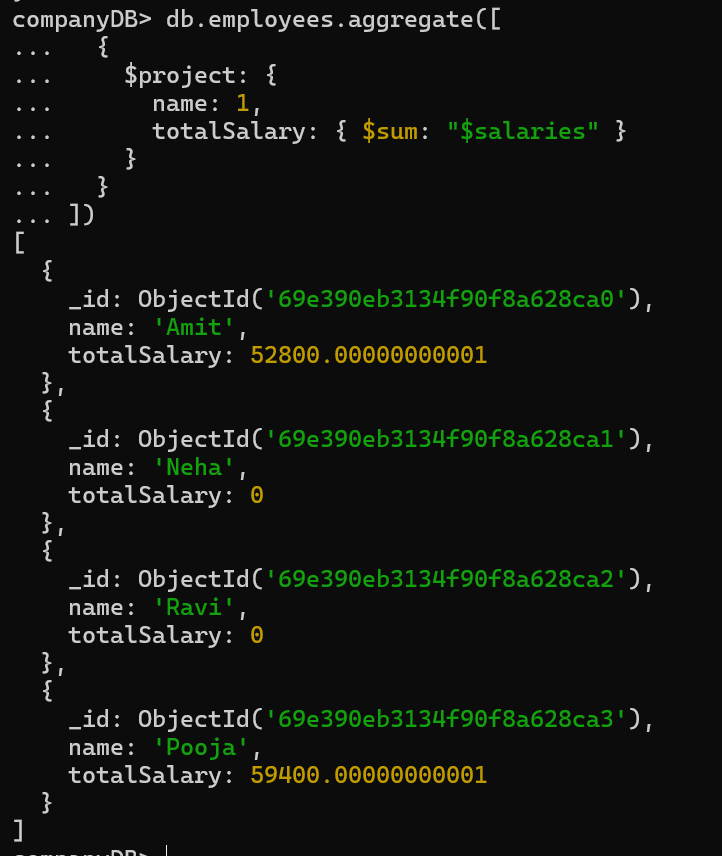 companyDB> db.employees.aggregate([
...   {
...     $project: {
...       name: 1,
...       totalSalary: { $sum: "$salaries" }
...     }
...   }
... ])
[
  {
    _id: ObjectId('69e390eb3134f90f8a628ca0'),
    name: 'Amit',
    totalSalary: 52800.00000000001
  },
  {
    _id: ObjectId('69e390eb3134f90f8a628ca1'),
    name: 'Neha',
    totalSalary: 0
  },
  {
    _id: ObjectId('69e390eb3134f90f8a628ca2'),
    name: 'Ravi',
    totalSalary: 0
  },
  {
    _id: ObjectId('69e390eb3134f90f8a628ca3'),
    name: 'Pooja',
    totalSalary: 59400.00000000001
  }
]
companyDB>